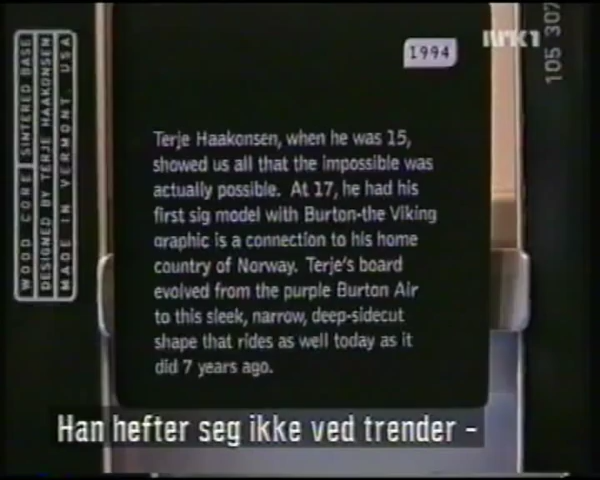 NRK1
1994
105 307
WOOD CORE SINTERED BASE
DESIGNED BY TERJE HAAKONSEN
MADE IN VERMONT. USA
Terje Haakonsen, when he was 15,
showed us all that the impossible was
actually possible. At 17, he had his
first sig model with Burton-the Viking
graphic is a connection to his home
country of Norway. Terje's board
evolved from the purple Burton Air
to this sleek, narrow, deep-sidecut
shape that rides as well today as it
did 7 years ago.
Han hefter seg ikke ved trender -